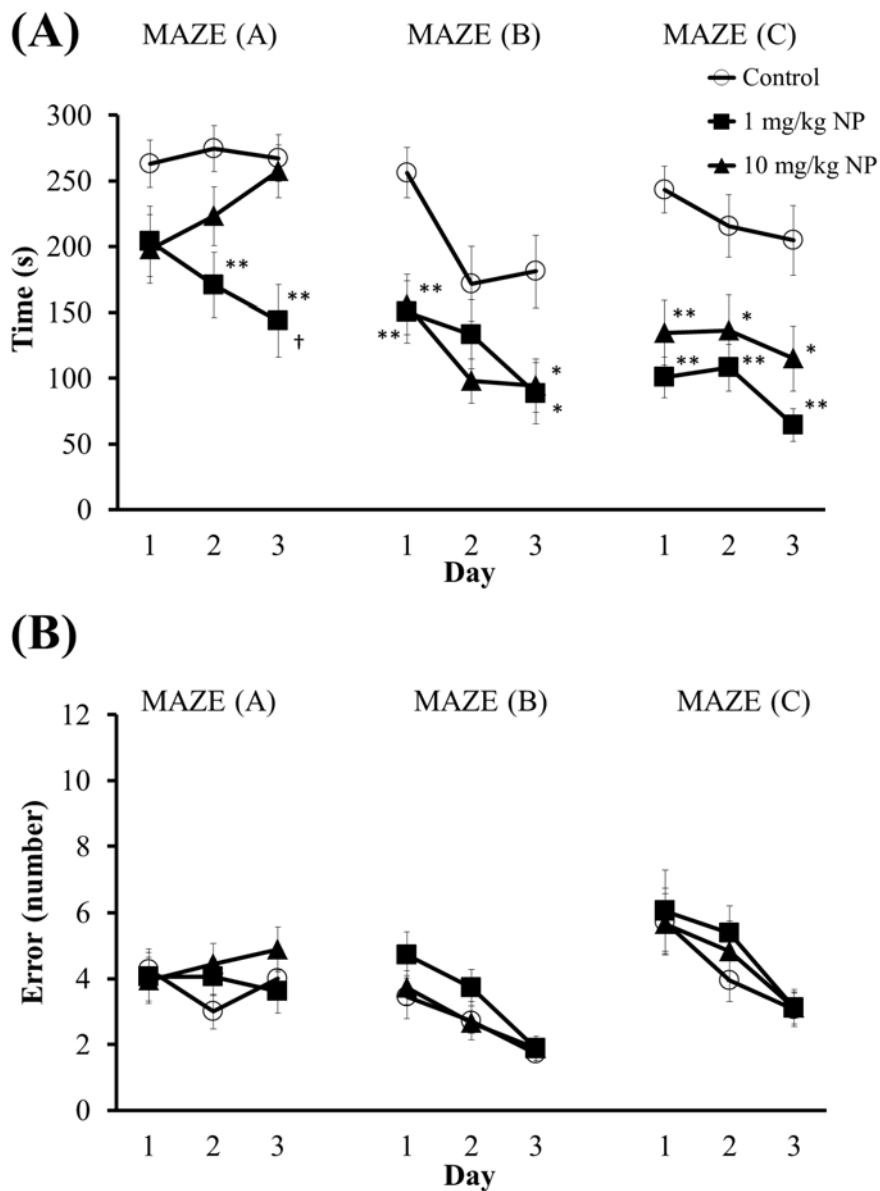 (A)
MAZE (A) MAZE (B) MAZE (C)
Control
1 mg/kg NP
10 mg/kg NP
Time (s)
300
250
200
150
100
50
0
**
**
†
**
**
*
*
**
*
*
**
**
**
1 2 3 1 2 3 1 2 3
Day
(B)
MAZE (A) MAZE (B) MAZE (C)
Error (number)
12
10
8
6
4
2
0
1 2 3 1 2 3 1 2 3
Day